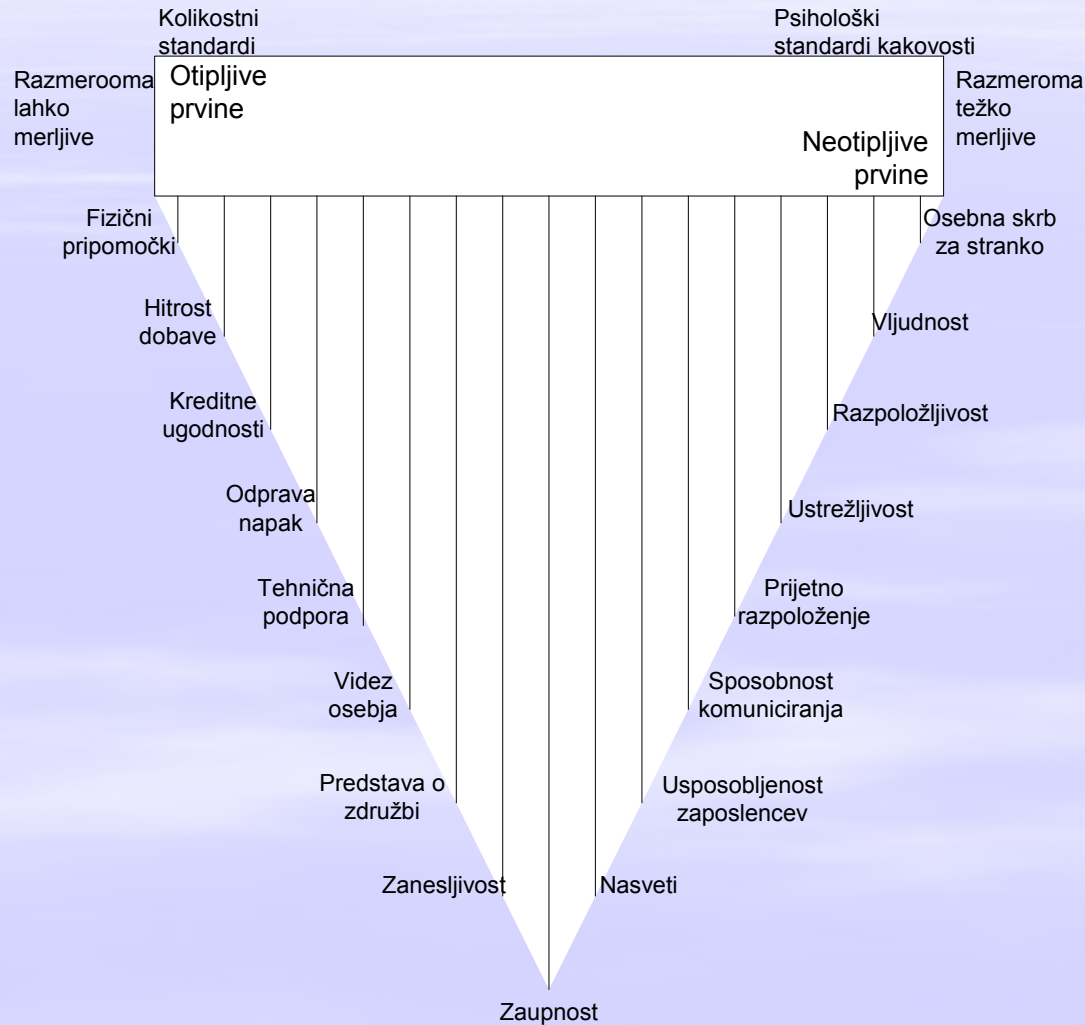 Kolikostni
standardi
Psihološki
standardi kakovosti
Razmerooma
lahko
merljive
Otipljive
prvine
Neotipljive
prvine
Razmeroma
težko
merljive
Fizični
pripomočki
Osebna skrb
za stranko
Hitrost
dobave
Vljudnost
Kreditne
ugodnosti
Razpoložljivost
Odprava
napak
Ustrežljivost
Tehnična
podpora
Prijetno
razpoloženje
Videz
osebja
Sposobnost
komuniciranja
Predstava o
združbi
Usposobljenost
zaposlencev
Zanesljivost
Nasveti
Zaupnost